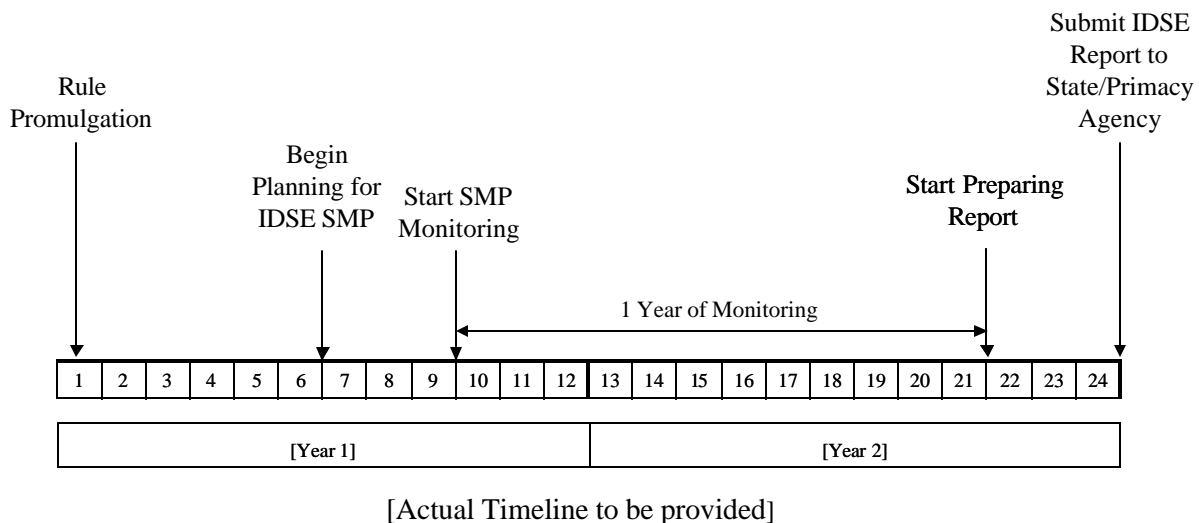 Submit IDSE
Report to
State/Primacy
Agency
Rule
Promulgation
Begin
Planning for
IDSE SMP
Start SMP
Monitoring
Start Preparing
Report
1 Year of Monitoring
1 2 3 4 5 6 7 8 9 10 11 12 13 14 15 16 17 18 19 20 21 22 23 24
[Year 1] [Year 2]
[Actual Timeline to be provided]